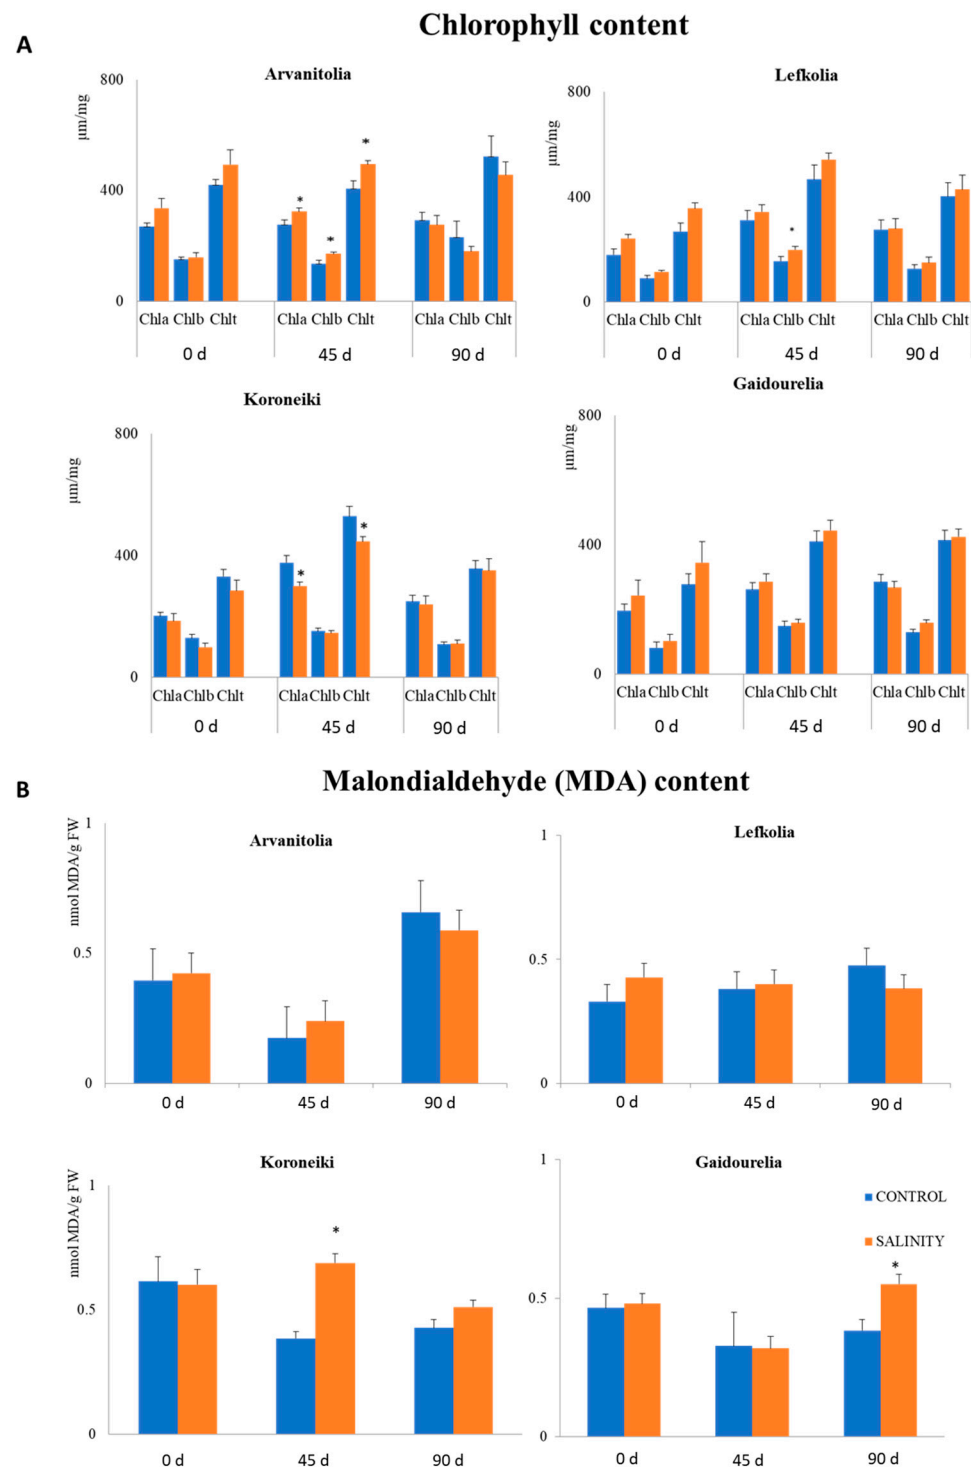 Chlorophyll content
A
Arvanitolia
Lefkolia
800
400
0
μm/mg
*
*
*
Chla Chlb Chlt Chla Chlb Chlt Chla Chlb Chlt
0 d 45 d 90 d
800
400
0
μm/mg
*
Chla Chlb Chlt Chla Chlb Chlt Chla Chlb Chlt
0 d 45 d 90 d
Koroneiki
Gaidourelia
800
400
0
μm/mg
*
*
Chla Chlb Chlt Chla Chlb Chlt Chla Chlb Chlt
0 d 45 d 90 d
800
400
0
μm/mg
Chla Chlb Chlt Chla Chlb Chlt Chla Chlb Chlt
0 d 45 d 90 d
B
Malondialdehyde (MDA) content
Arvanitolia
Lefkolia
nmol MDA/g FW
1
0.5
0
0 d 45 d 90 d
1
0.5
0
0 d 45 d 90 d
Koroneiki
Gaidourelia
nmol MDA/g FW
1
0.5
0
*
0 d 45 d 90 d
1
0.5
0
CONTROL
SALINITY
*
0 d 45 d 90 d